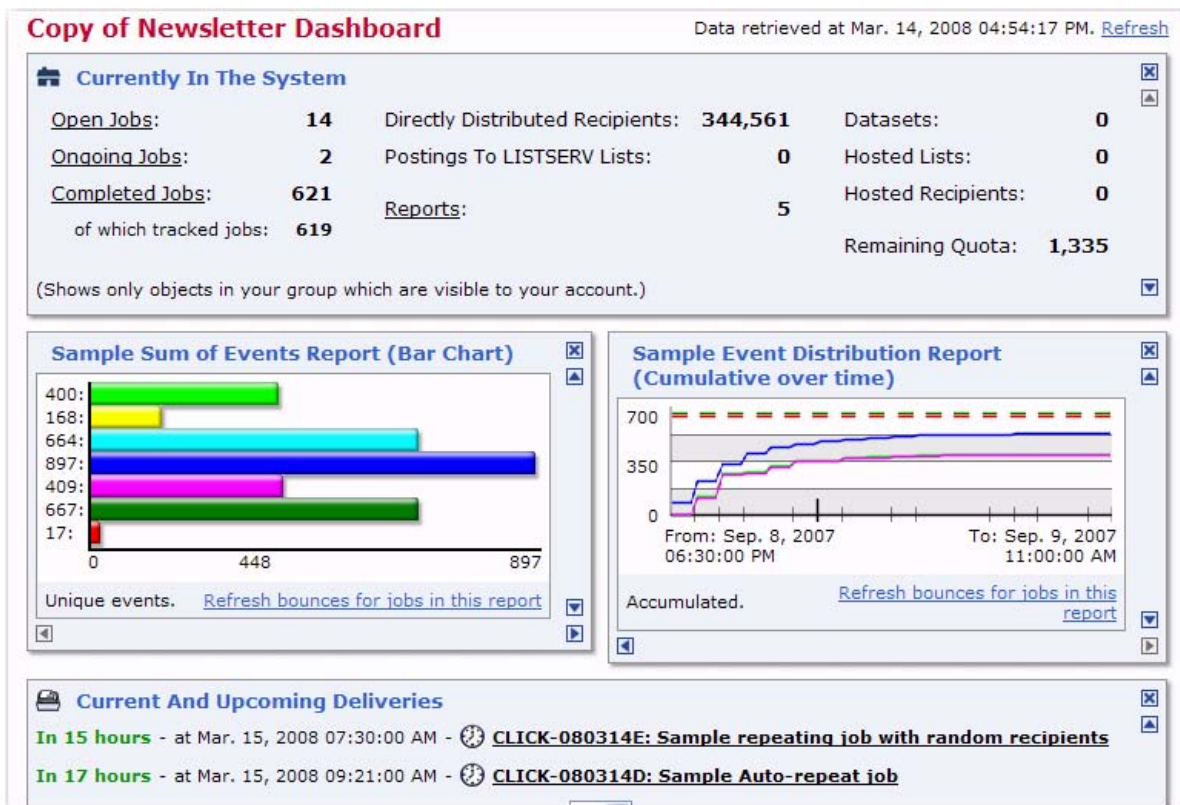 Copy of Newsletter Dashboard
Data retrieved at Mar. 14, 2008 04:54:17 PM. Refresh
Currently In The System
Open Jobs: 14 Directly Distributed Recipients: 344,561 Datasets: 0
Ongoing Jobs: 2 Postings To LISTSERV Lists: 0 Hosted Lists: 0
Completed Jobs: 621 Reports: 5 Hosted Recipients: 0
of which tracked jobs: 619 Remaining Quota: 1,335
(Shows only objects in your group which are visible to your account.)
Sample Sum of Events Report (Bar Chart)
400:
168:
664:
897:
409:
667:
17:
0 448 897
Unique events. Refresh bounces for jobs in this report
Sample Event Distribution Report
(Cumulative over time)
700
350
0
From: Sep. 8, 2007 To: Sep. 9, 2007
06:30:00 PM 11:00:00 AM
Accumulated. Refresh bounces for jobs in this
report
Current And Upcoming Deliveries
In 15 hours - at Mar. 15, 2008 07:30:00 AM - CLICK-080314E: Sample repeating job with random recipients
In 17 hours - at Mar. 15, 2008 09:21:00 AM - CLICK-080314D: Sample Auto-repeat job